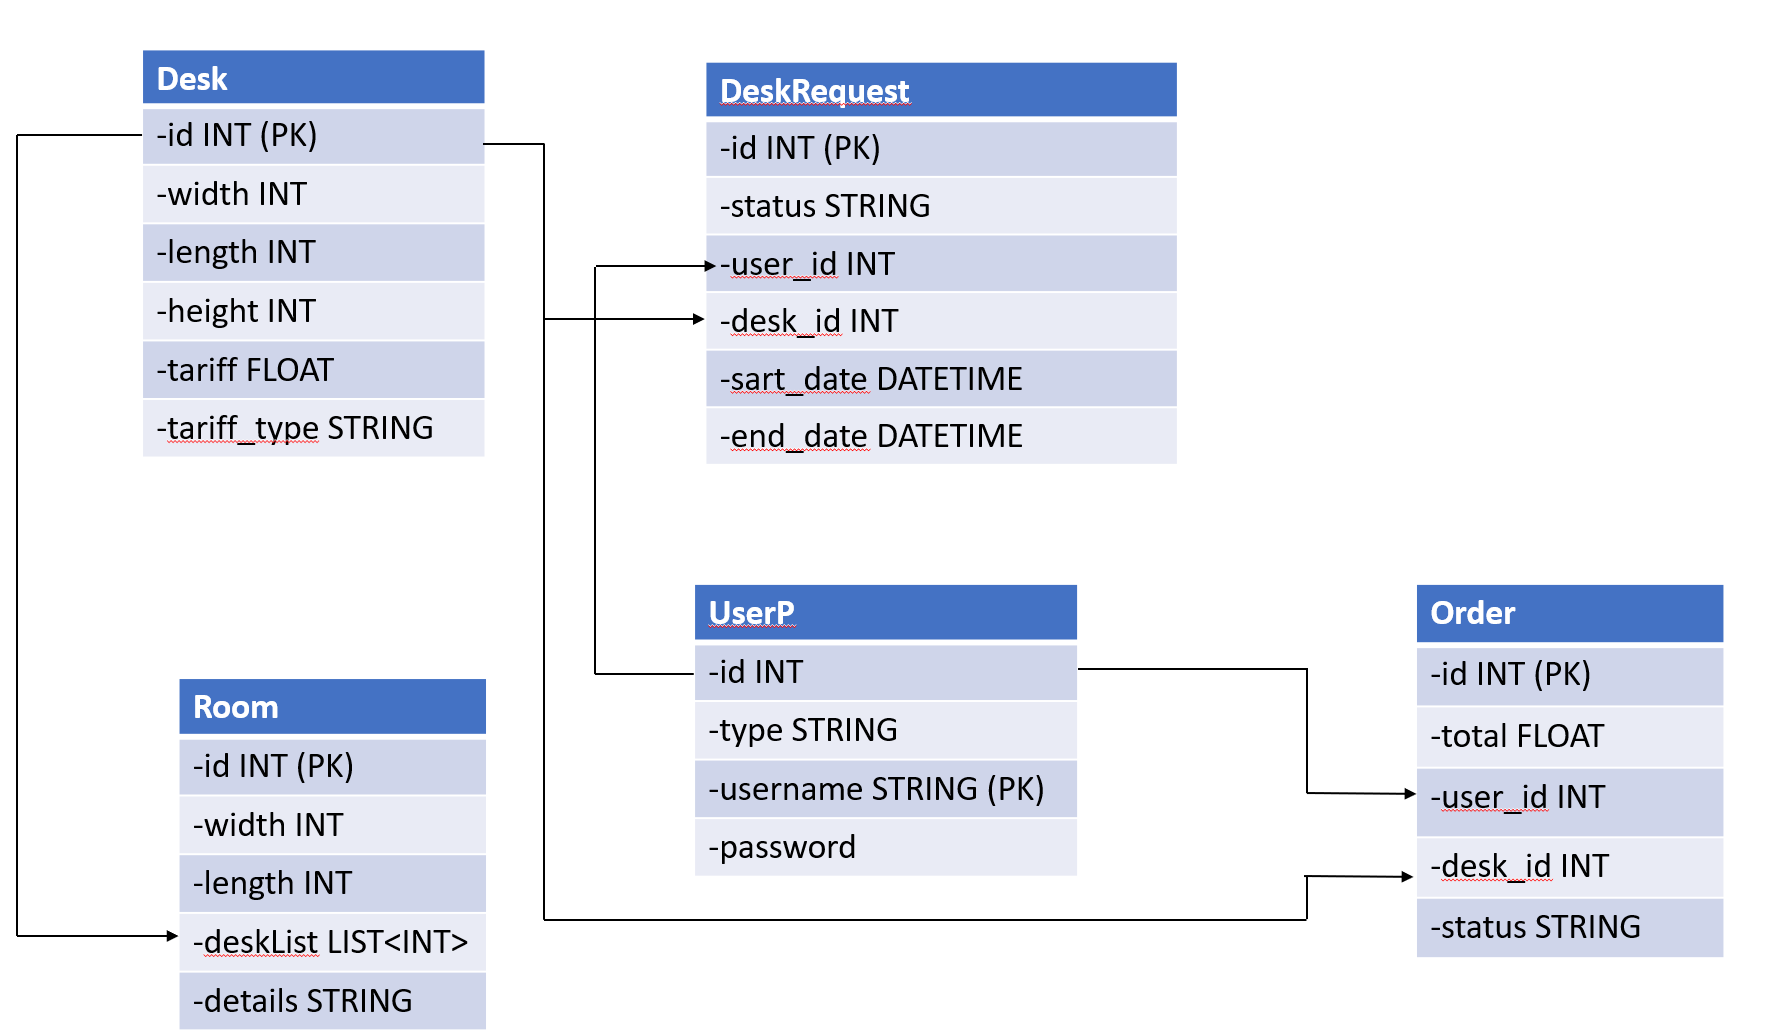 Desk
-id INT (PK)
-width INT
-length INT
-height INT
-tariff FLOAT
-tariff_type STRING
DeskRequest
-id INT (PK)
-status STRING
-user_id INT
-desk_id INT
-sart_date DATETIME
-end_date DATETIME
Room
-id INT (PK)
-width INT
-length INT
-deskList LIST<INT>
-details STRING
UserP
-id INT
-type STRING
-username STRING (PK)
-password
Order
-id INT (PK)
-total FLOAT
-user_id INT
-desk_id INT
-status STRING